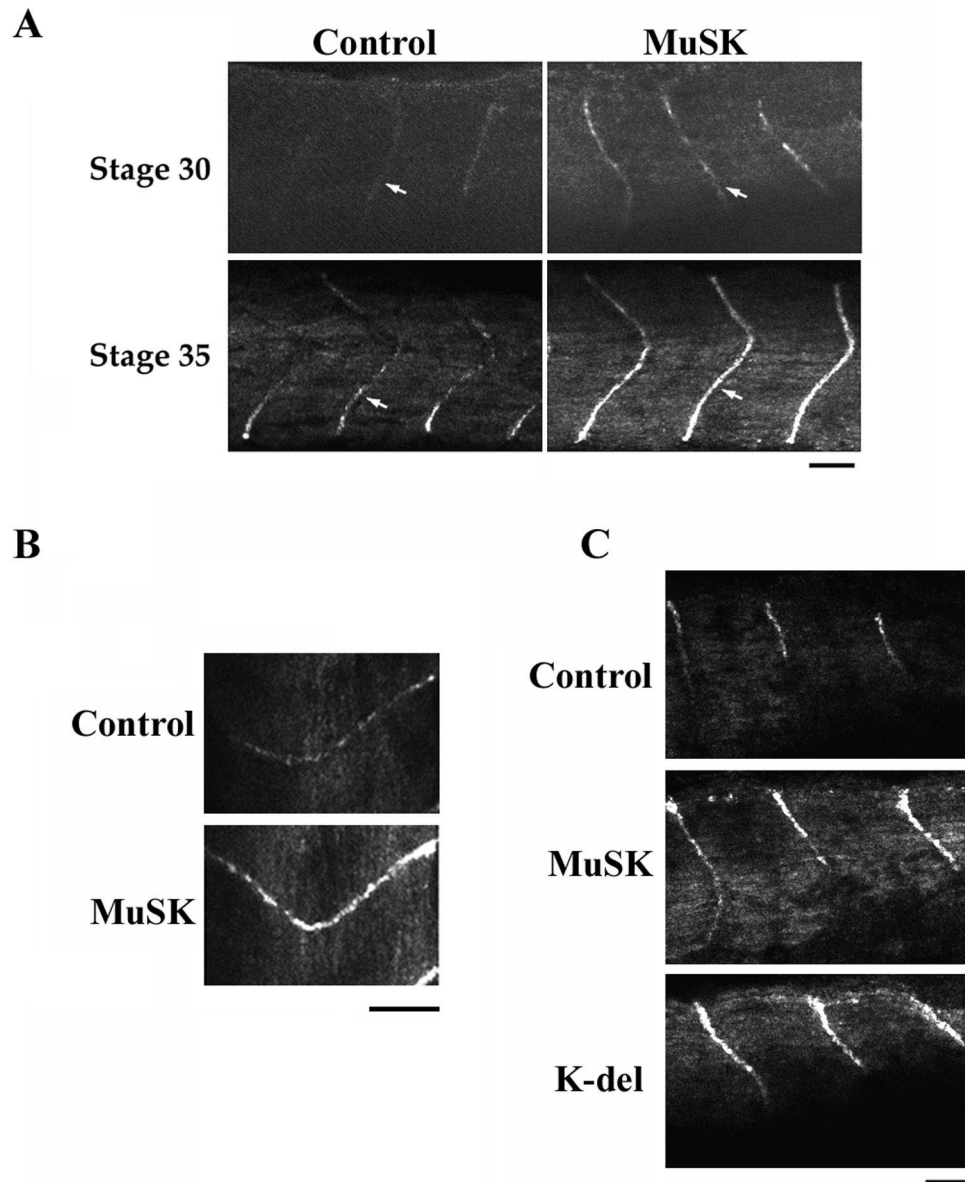 A
Control MuSK
Stage 30
Stage 35
B
Control
MuSK
C
Control
MuSK
K-del